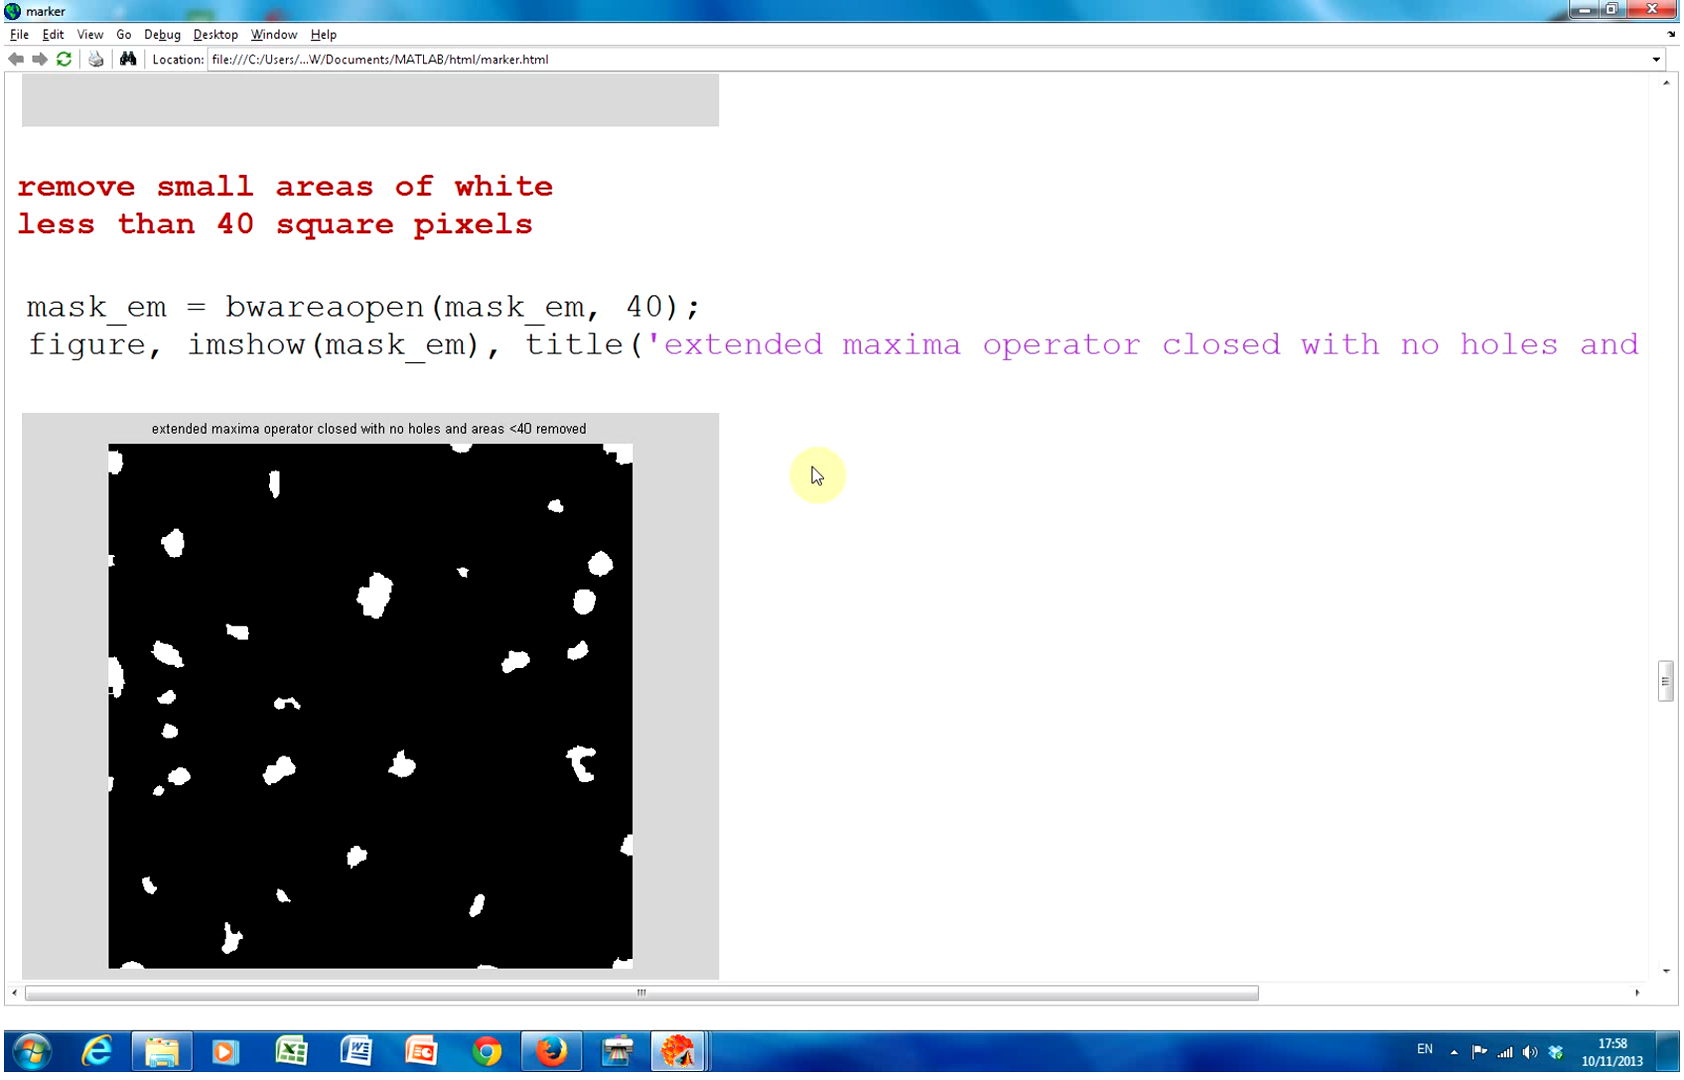 marker
File Edit View Go Debug Desktop Window Help
Location: file:///C:/Users/...W/Documents/MATLAB/html/marker.html
remove small areas of white
less than 40 square pixels
mask_em = bwareaopen(mask_em, 40);
figure, imshow(mask_em), title('extended maxima operator closed with no holes and
extended maxima operator closed with no holes and areas <40 removed
EN
17:58
10/11/2013